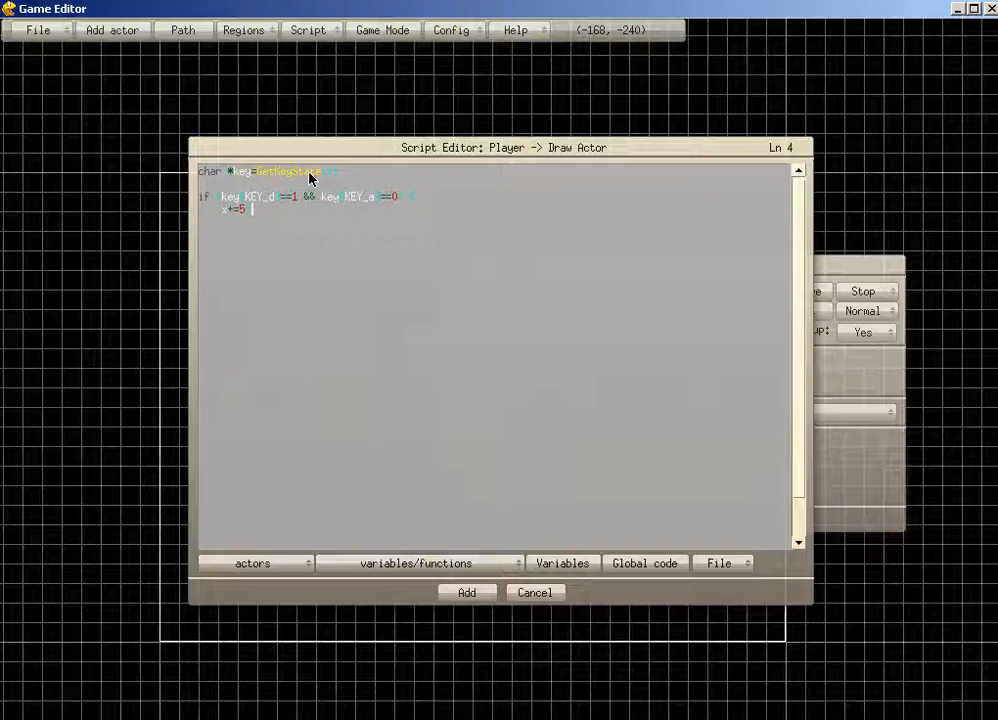 Game Editor
File Add actor Path Regions Script Game Mode Config Help (-168, -240)
Script Editor: Player -> Draw Actor Ln 4
char *key=GetKeyState();
if (key[KEY_d]==1 && key[KEY_a]==0) {
x+=5
Stop
Normal
Yes
actors variables/functions Variables Global code File
Add Cancel